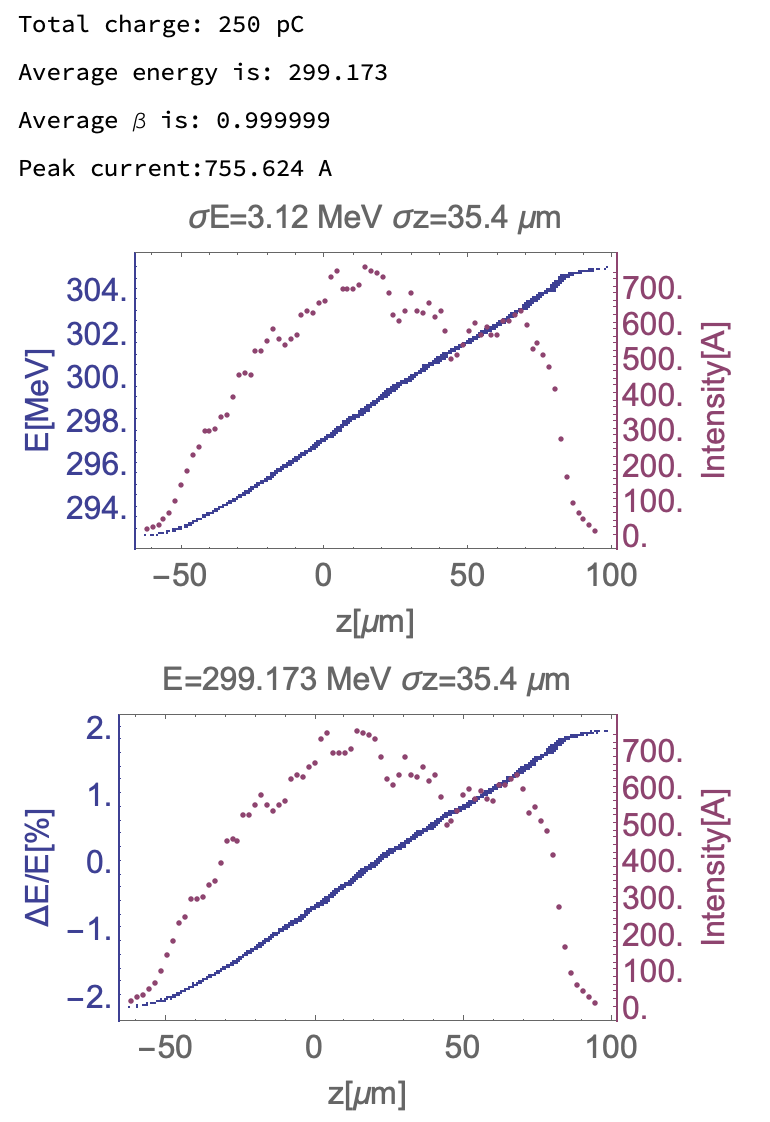 Total charge: 250 pC
Average energy is: 299.173
Average β is: 0.999999
Peak current:755.624 A
σE=3.12 MeV σz=35.4 μm
E[MeV]
304.
302.
300.
298.
296.
294.
700.
600.
500.
400.
300.
200.
100.
0.
Intensity[A]
−50 0 50 100
z[μm]
E=299.173 MeV σz=35.4 μm
ΔE/E[%]
2.
1.
0.
−1.
−2.
700.
600.
500.
400.
300.
200.
100.
0.
Intensity[A]
−50 0 50 100
z[μm]